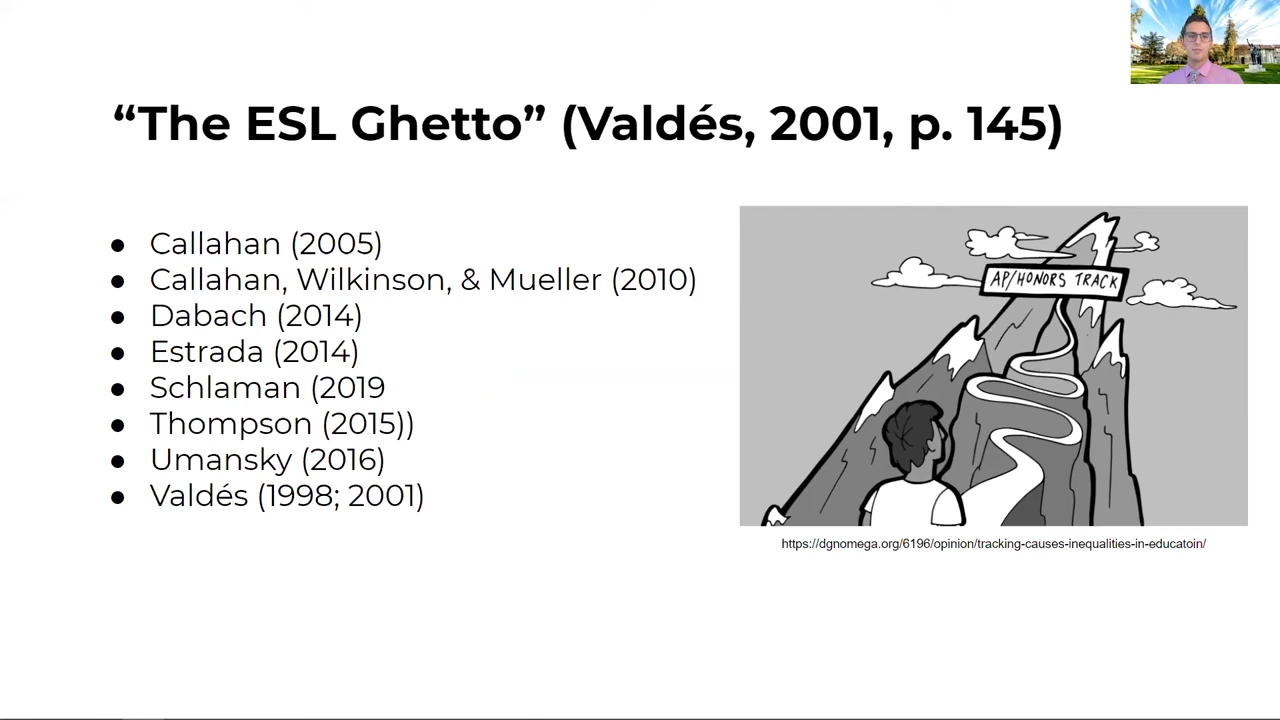 “The ESL Ghetto” (Valdés, 2001, p. 145)
● Callahan (2005)
● Callahan, Wilkinson, & Mueller (2010)
● Dabach (2014)
● Estrada (2014)
● Schlaman (2019
● Thompson (2015))
● Umansky (2016)
● Valdés (1998; 2001)
AP/HONORS TRACK
https://dgnomega.org/6196/opinion/tracking-causes-inequalities-in-educatoin/